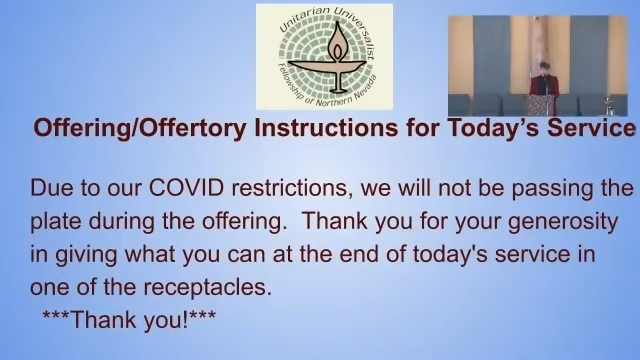 Unitarian Universalist
Fellowship of Northern Nevada
Offering/Offertory Instructions for Today's Service
Due to our COVID restrictions, we will not be passing the
plate during the offering.  Thank you for your generosity
in giving what you can at the end of today's service in
one of the receptacles.
***Thank you!***